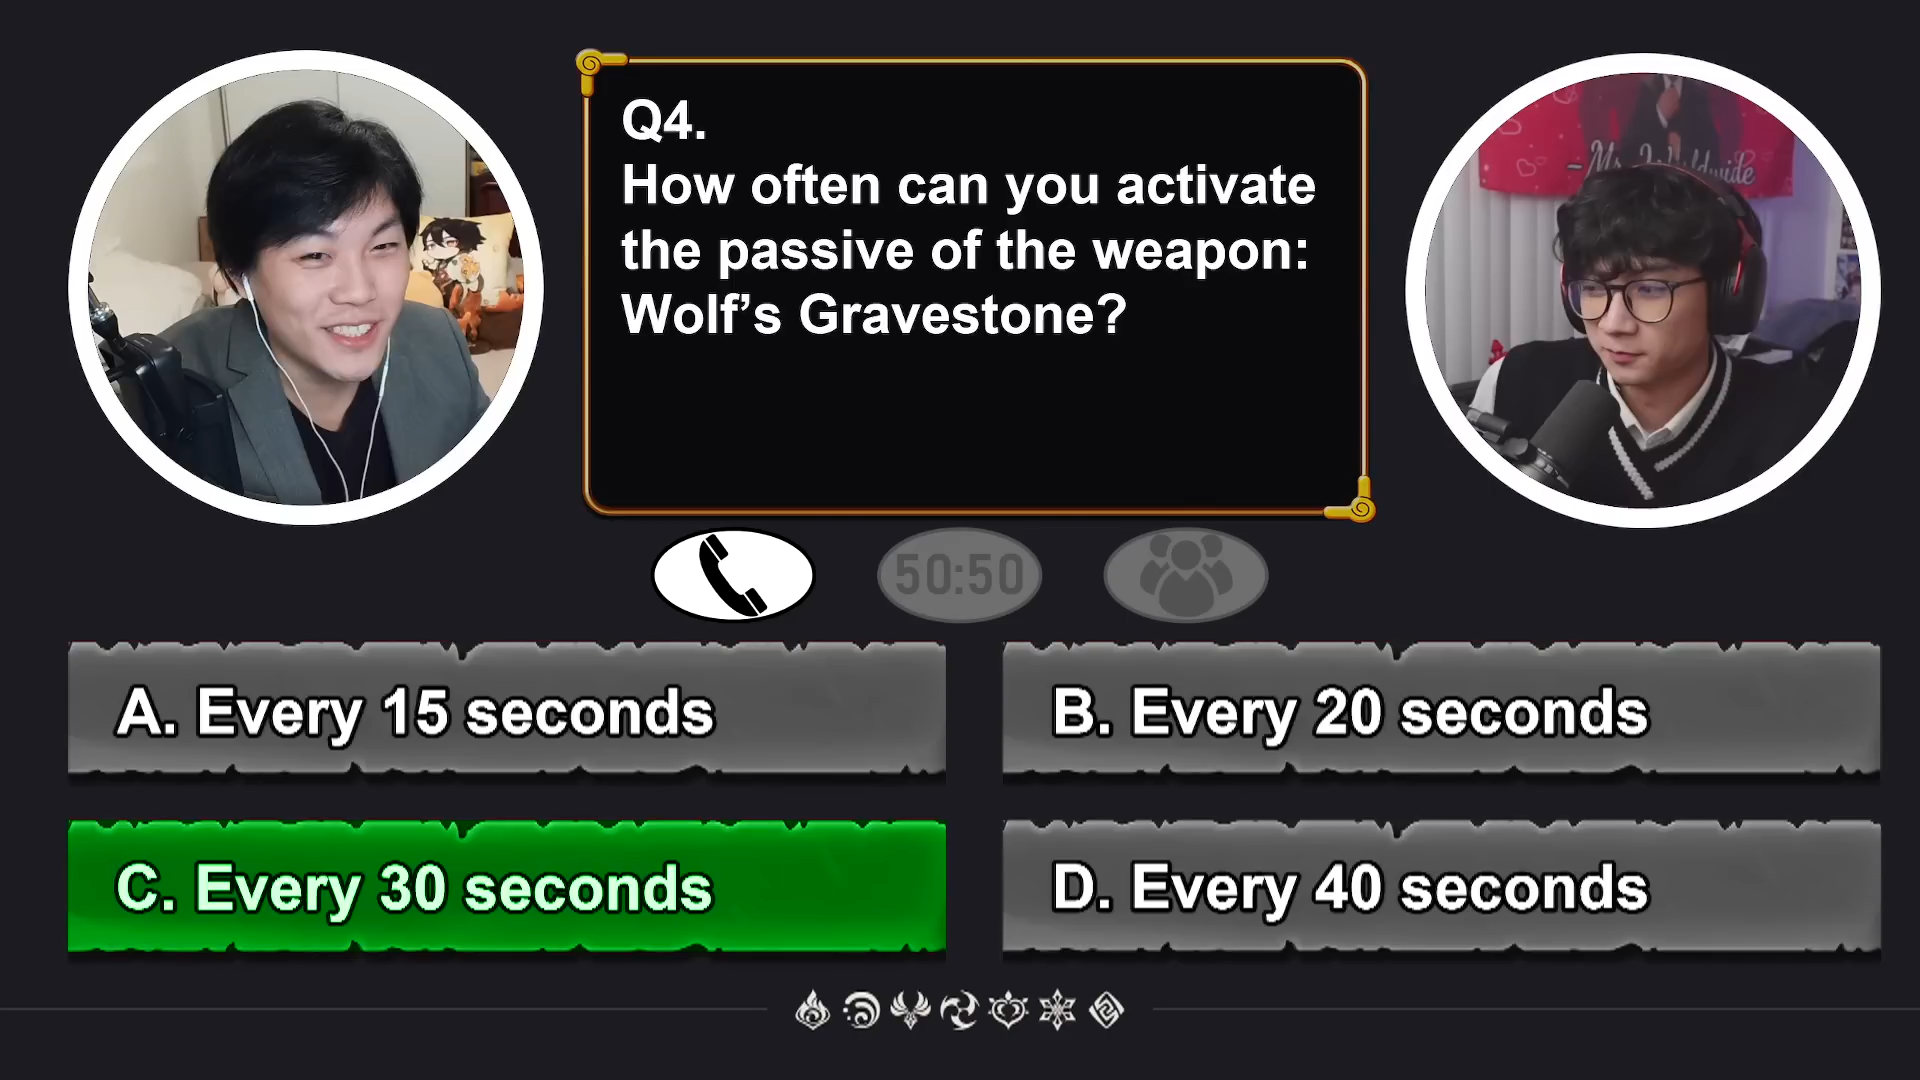 Q4.
How often can you activate
the passive of the weapon:
Wolf’s Gravestone?
50:50
A. Every 15 seconds
B. Every 20 seconds
C. Every 30 seconds
D. Every 40 seconds